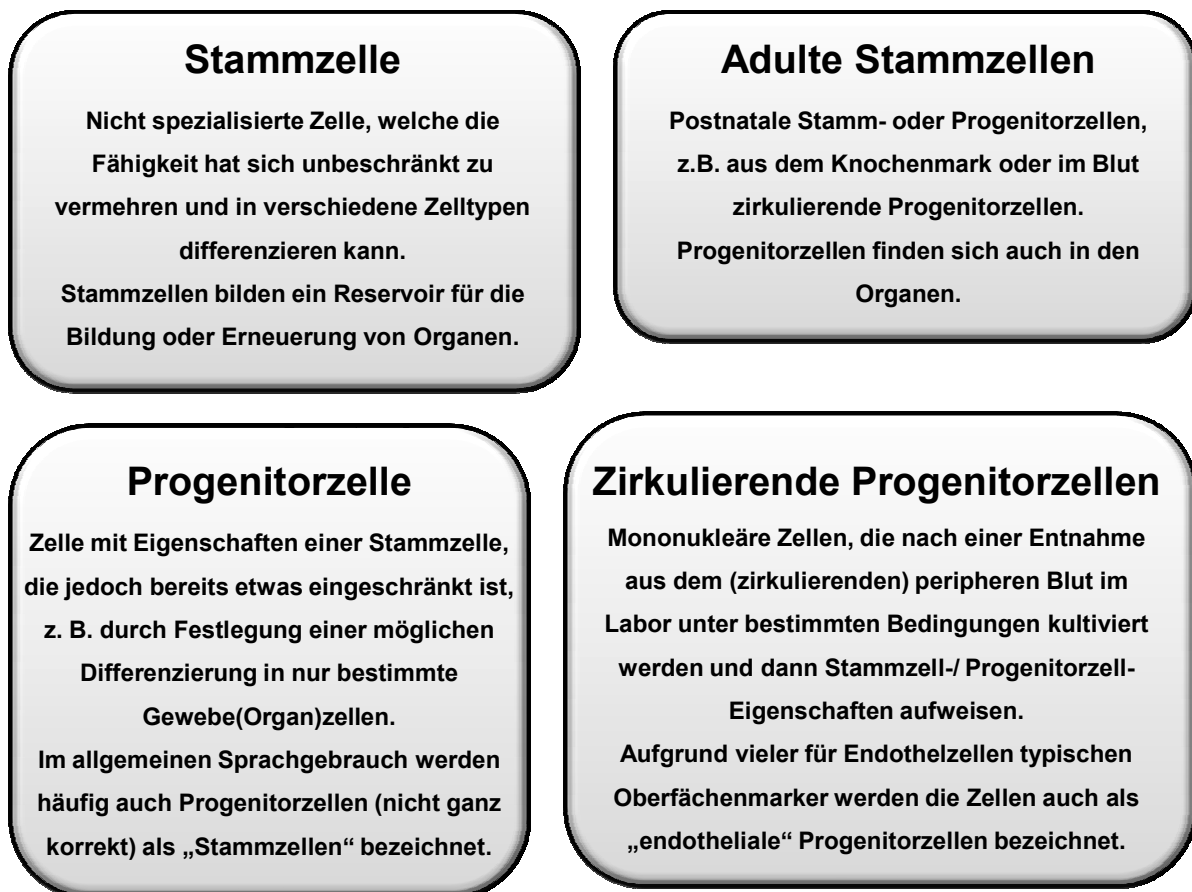 Stammzelle
Nicht spezialisierte Zelle, welche die
Fähigkeit hat sich unbeschränkt zu
vermehren und in verschiedene Zelltypen
differenzieren kann.
Stammzellen bilden ein Reservoir für die
Bildung oder Erneuerung von Organen.
Adulte Stammzellen
Postnatale Stamm- oder Progenitorzellen,
z.B. aus dem Knochenmark oder im Blut
zirkulierende Progenitorzellen.
Progenitorzellen finden sich auch in den
Organen.
Progenitorzelle
Zelle mit Eigenschaften einer Stammzelle,
die jedoch bereits etwas eingeschränkt ist,
z. B. durch Festlegung einer möglichen
Differenzierung in nur bestimmte
Gewebe(Organ)zellen.
Im allgemeinen Sprachgebrauch werden
häufig auch Progenitorzellen (nicht ganz
korrekt) als „Stammzellen“ bezeichnet.
Zirkulierende Progenitorzellen
Mononukleäre Zellen, die nach einer Entnahme
aus dem (zirkulierenden) peripheren Blut im
Labor unter bestimmten Bedingungen kultiviert
werden und dann Stammzell-/ Progenitorzell-
Eigenschaften aufweisen.
Aufgrund vieler für Endothelzellen typischen
Oberfächenmarker werden die Zellen auch als
„endotheliale“ Progenitorzellen bezeichnet.